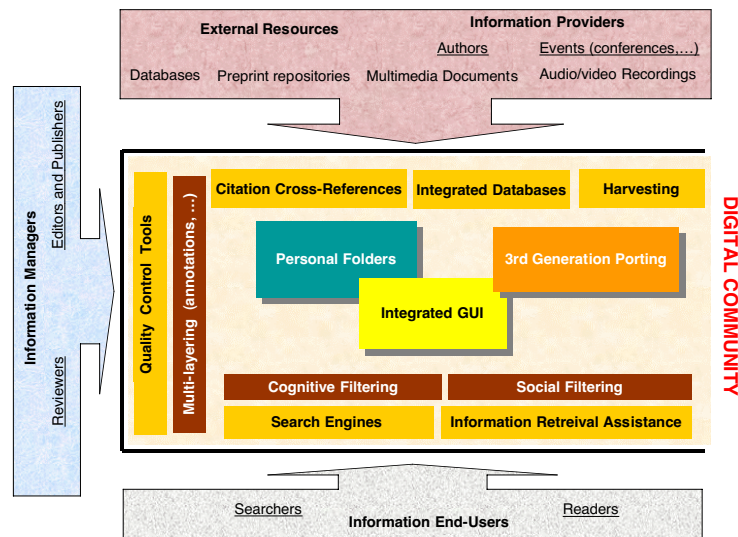 External Resources
Information Providers
Authors
Events (conferences,…)
Databases
Preprint repositories
Multimedia Documents
Audio/video Recordings
Information Managers
Editors and Publishers
Reviewers
Quality Control Tools
Multi-layering (annotations, …)
Citation Cross-References
Integrated Databases
Harvesting
Personal Folders
3rd Generation Porting
Integrated GUI
Cognitive Filtering
Social Filtering
Search Engines
Information Retreival Assistance
DIGITAL COMMUNITY
Searchers
Readers
Information End-Users